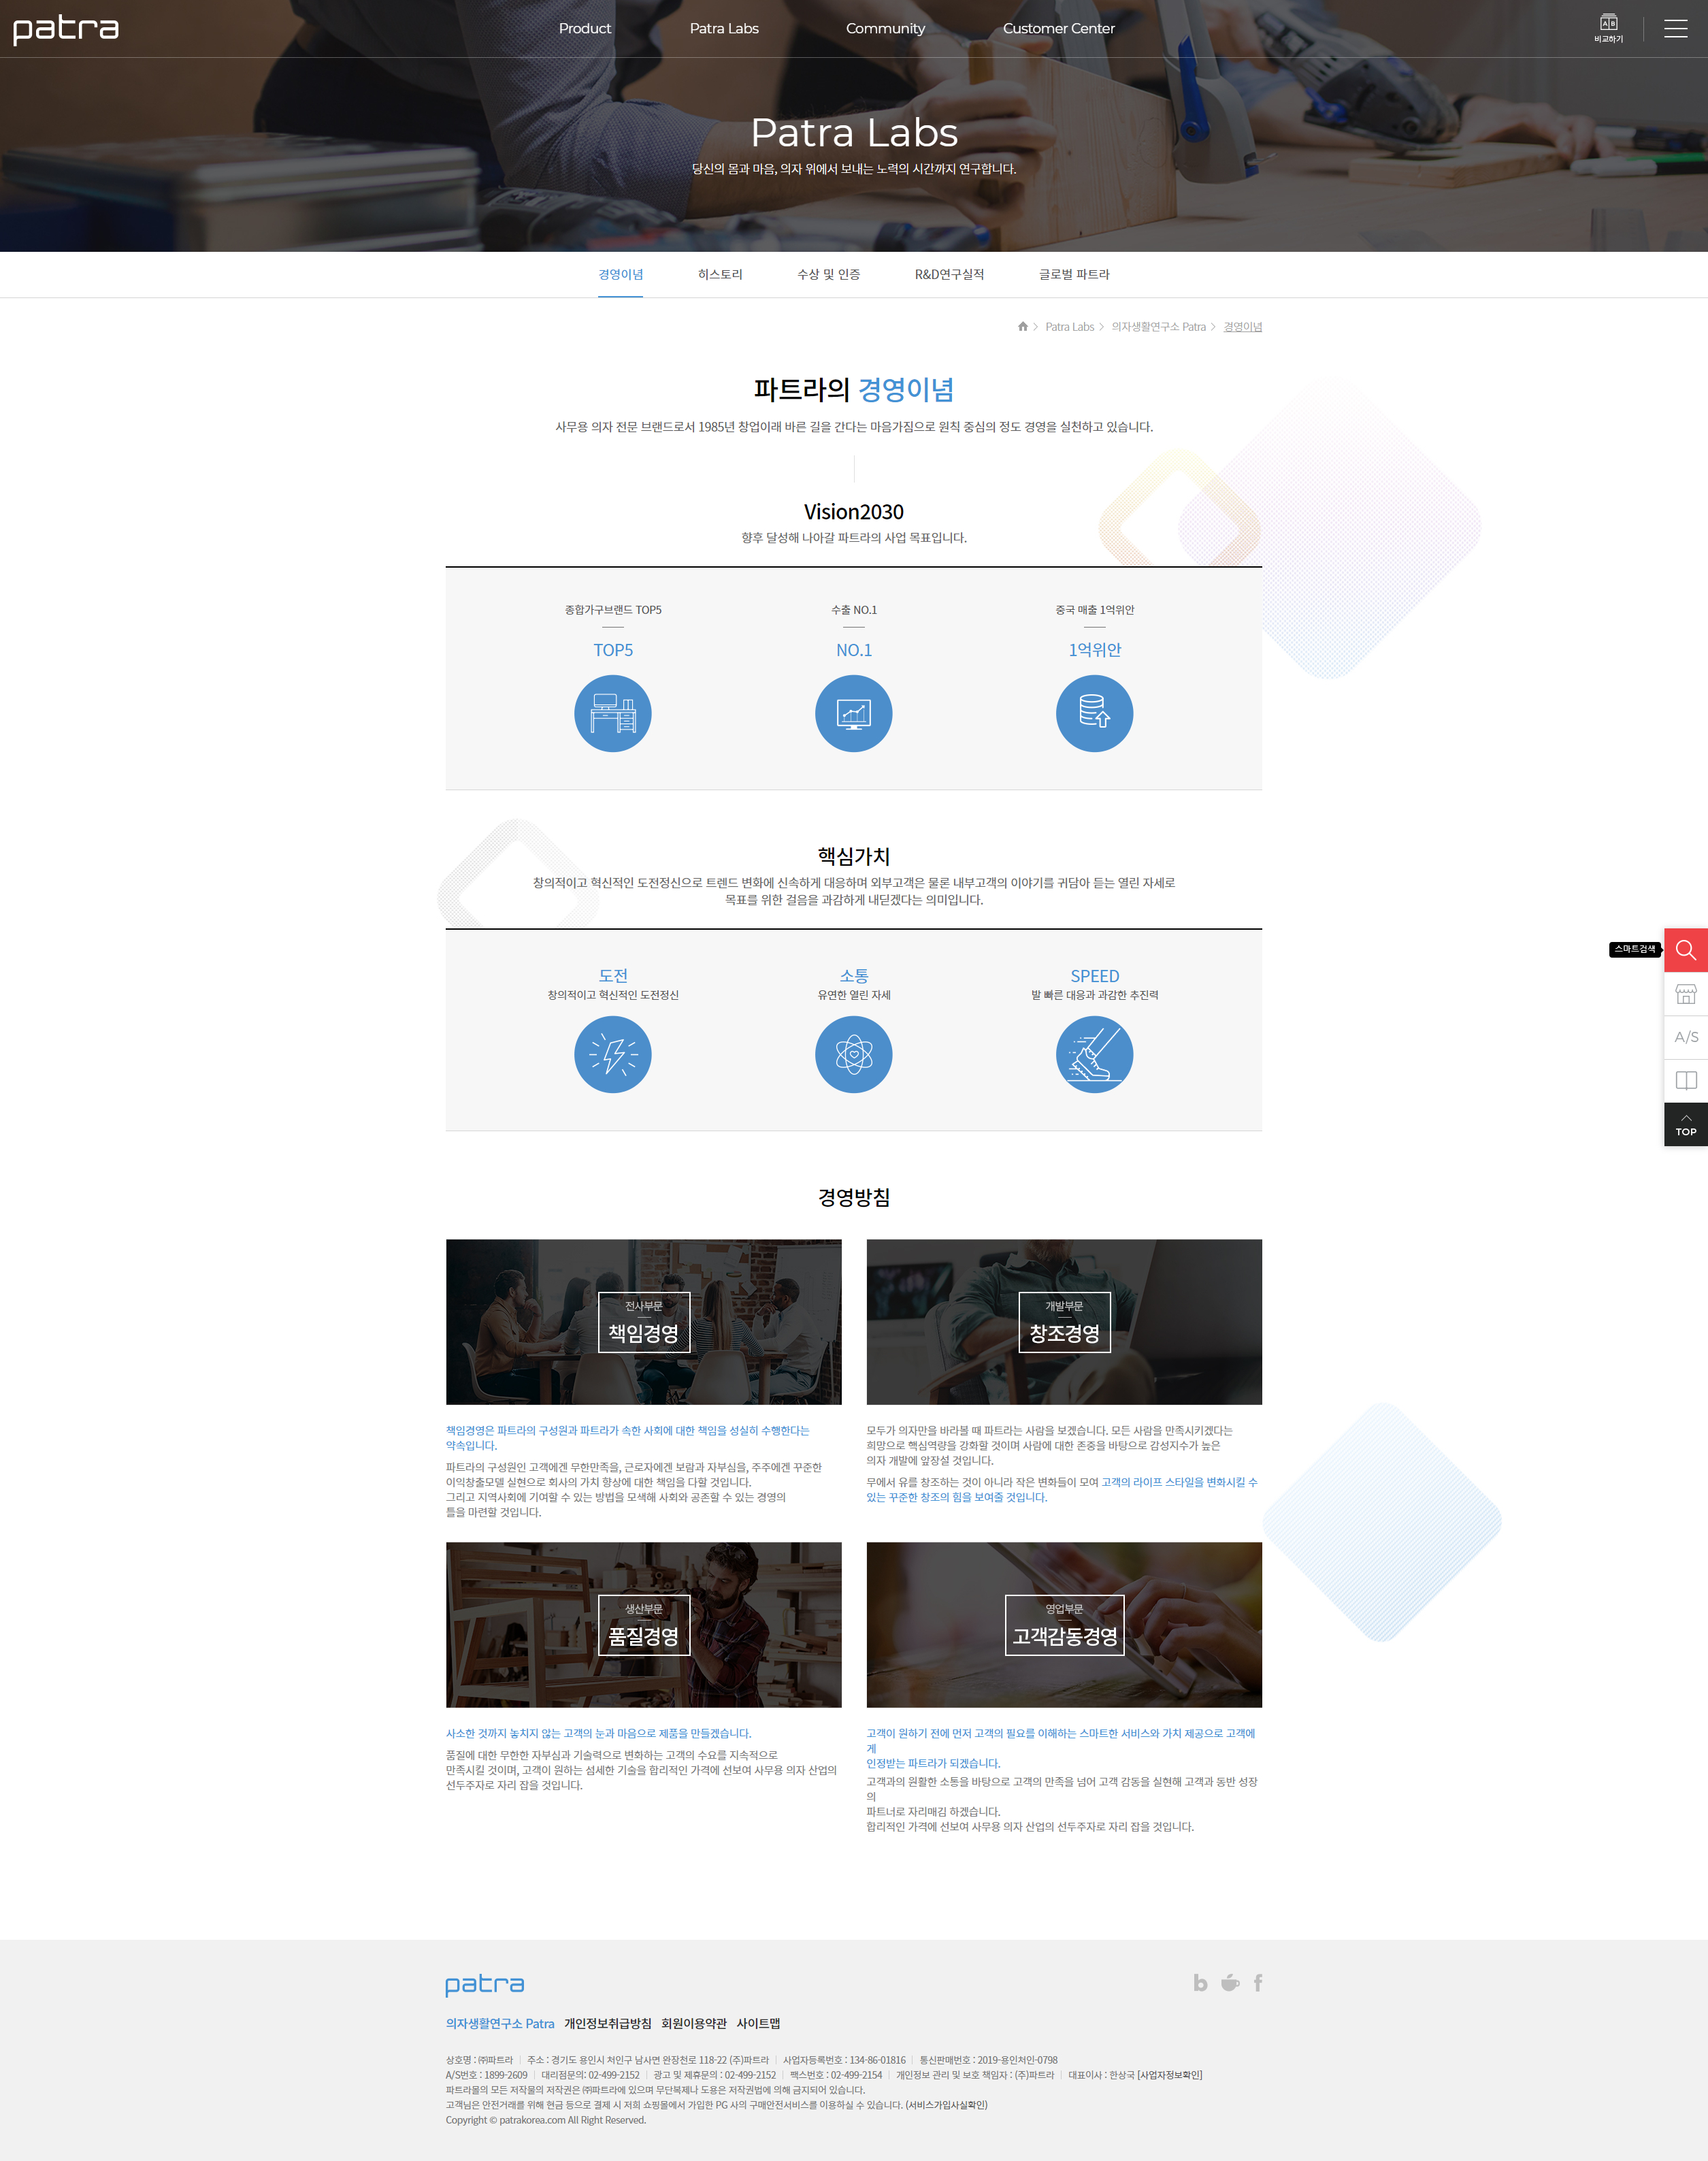 patra
Product
Patra Labs
Community
Customer Center
A B
비교하기
Patra Labs
당신의 몸과 마음, 의자 위에서 보내는 노력의 시간까지 연구합니다.
경영이념
히스토리
수상 및 인증
R&D연구실적
글로벌 파트라
Patra Labs > 의자생활연구소 Patra > 경영이념
파트라의 경영이념
사무용 의자 전문 브랜드로서 1985년 창업이래 바른 길을 간다는 마음가짐으로 원칙 중심의 정도 경영을 실천하고 있습니다.
Vision2030
향후 달성해 나아갈 파트라의 사업 목표입니다.
종합가구브랜드 TOP5
TOP5
수출 NO.1
NO.1
중국 매출 1억위안
1억위안
핵심가치
창의적이고 혁신적인 도전정신으로 트렌드 변화에 신속하게 대응하며 외부고객은 물론 내부고객의 이야기를 귀담아 듣는 열린 자세로
목표를 위한 걸음을 과감하게 내딛겠다는 의미입니다.
스마트검색
도전
창의적이고 혁신적인 도전정신
소통
유연한 열린 자세
SPEED
발 빠른 대응과 과감한 추진력
A/S
TOP
경영방침
전사부문
책임경영
책임경영은 파트라의 구성원과 파트라가 속한 사회에 대한 책임을 성실히 수행한다는
약속입니다.
파트라의 구성원인 고객에겐 무한만족을, 근로자에겐 보람과 자부심을, 주주에겐 꾸준한
이익창출모델 실현으로 회사의 가치 향상에 대한 책임을 다할 것입니다.
그리고 지역사회에 기여할 수 있는 방법을 모색해 사회와 공존할 수 있는 경영의
틀을 마련할 것입니다.
개발부문
창조경영
모두가 의자만을 바라볼 때 파트라는 사람을 보겠습니다. 모든 사람을 만족시키겠다는
희망으로 핵심역량을 강화할 것이며 사람에 대한 존중을 바탕으로 감성지수가 높은
의자 개발에 앞장설 것입니다.
무에서 유를 창조하는 것이 아니라 작은 변화들이 모여 고객의 라이프 스타일을 변화시킬 수
있는 꾸준한 창조의 힘을 보여줄 것입니다.
생산부문
품질경영
사소한 것까지 놓치지 않는 고객의 눈과 마음으로 제품을 만들겠습니다.
품질에 대한 무한한 자부심과 기술력으로 변화하는 고객의 수요를 지속적으로
만족시킬 것이며, 고객이 원하는 섬세한 기술을 합리적인 가격에 선보여 사무용 의자 산업의
선두주자로 자리 잡을 것입니다.
영업부문
고객감동경영
고객이 원하기 전에 먼저 고객의 필요를 이해하는 스마트한 서비스와 가치 제공으로 고객에
게
인정받는 파트라가 되겠습니다.
고객과의 원활한 소통을 바탕으로 고객의 만족을 넘어 고객 감동을 실현해 고객과 동반 성장
의
파트너로 자리매김 하겠습니다.
합리적인 가격에 선보여 사무용 의자 산업의 선두주자로 자리 잡을 것입니다.
patra
b f
의자생활연구소 Patra 개인정보취급방침 회원이용약관 사이트맵
상호명 : ㈜파트라 | 주소 : 경기도 용인시 처인구 남사면 완장천로 118-22 (주)파트라 | 사업자등록번호 : 134-86-01816 | 통신판매번호 : 2019-용인처인-0798
A/S번호 : 1899-2609 | 대리점문의: 02-499-2152 | 광고 및 제휴문의 : 02-499-2152 | 팩스번호 : 02-499-2154 | 개인정보 관리 및 보호 책임자 : (주)파트라 | 대표이사 : 한상국 [사업자정보확인]
파트라몰의 모든 저작물의 저작권은 ㈜파트라에 있으며 무단복제나 도용은 저작권법에 의해 금지되어 있습니다.
고객님은 안전거래를 위해 현금 등으로 결제 시 저희 쇼핑몰에서 가입한 PG 사의 구매안전서비스를 이용하실 수 있습니다. (서비스가입사실확인)
Copyright © patrakorea.com All Right Reserved.